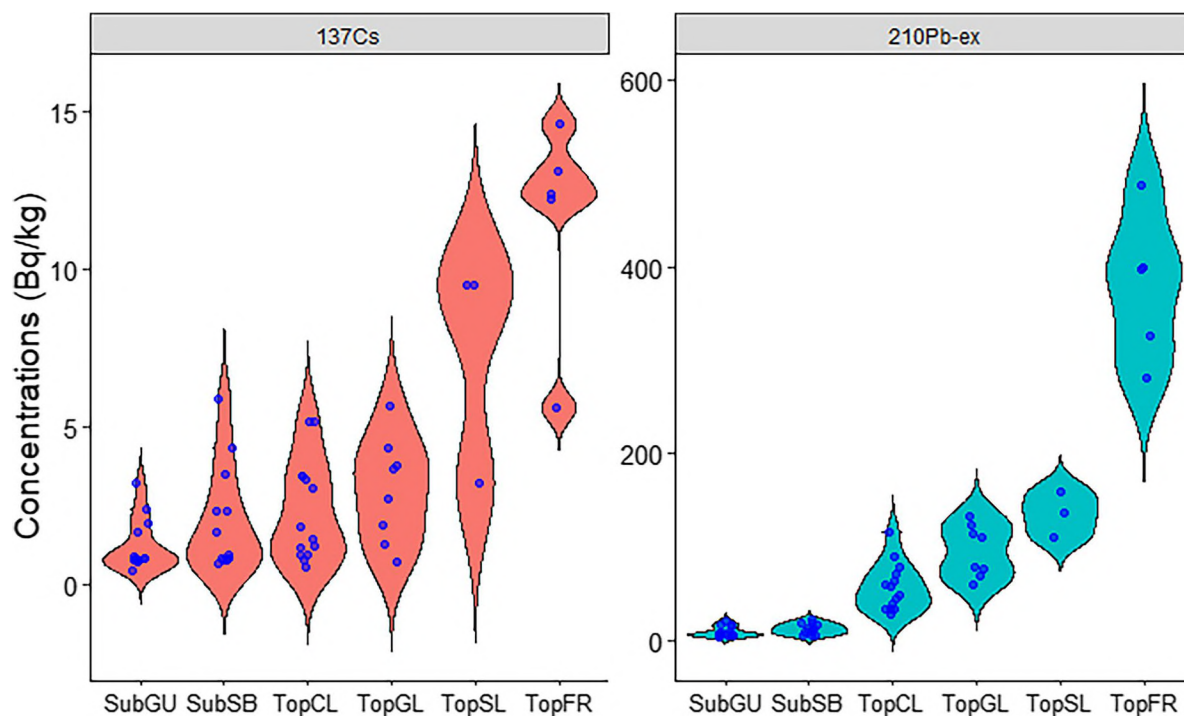 137Cs
210Pb-ex
Concentrations (Bq/kg)
15
10
5
0
600
400
200
0
SubGU SubSB TopCL TopGL TopSL TopFR
SubGU SubSB TopCL TopGL TopSL TopFR